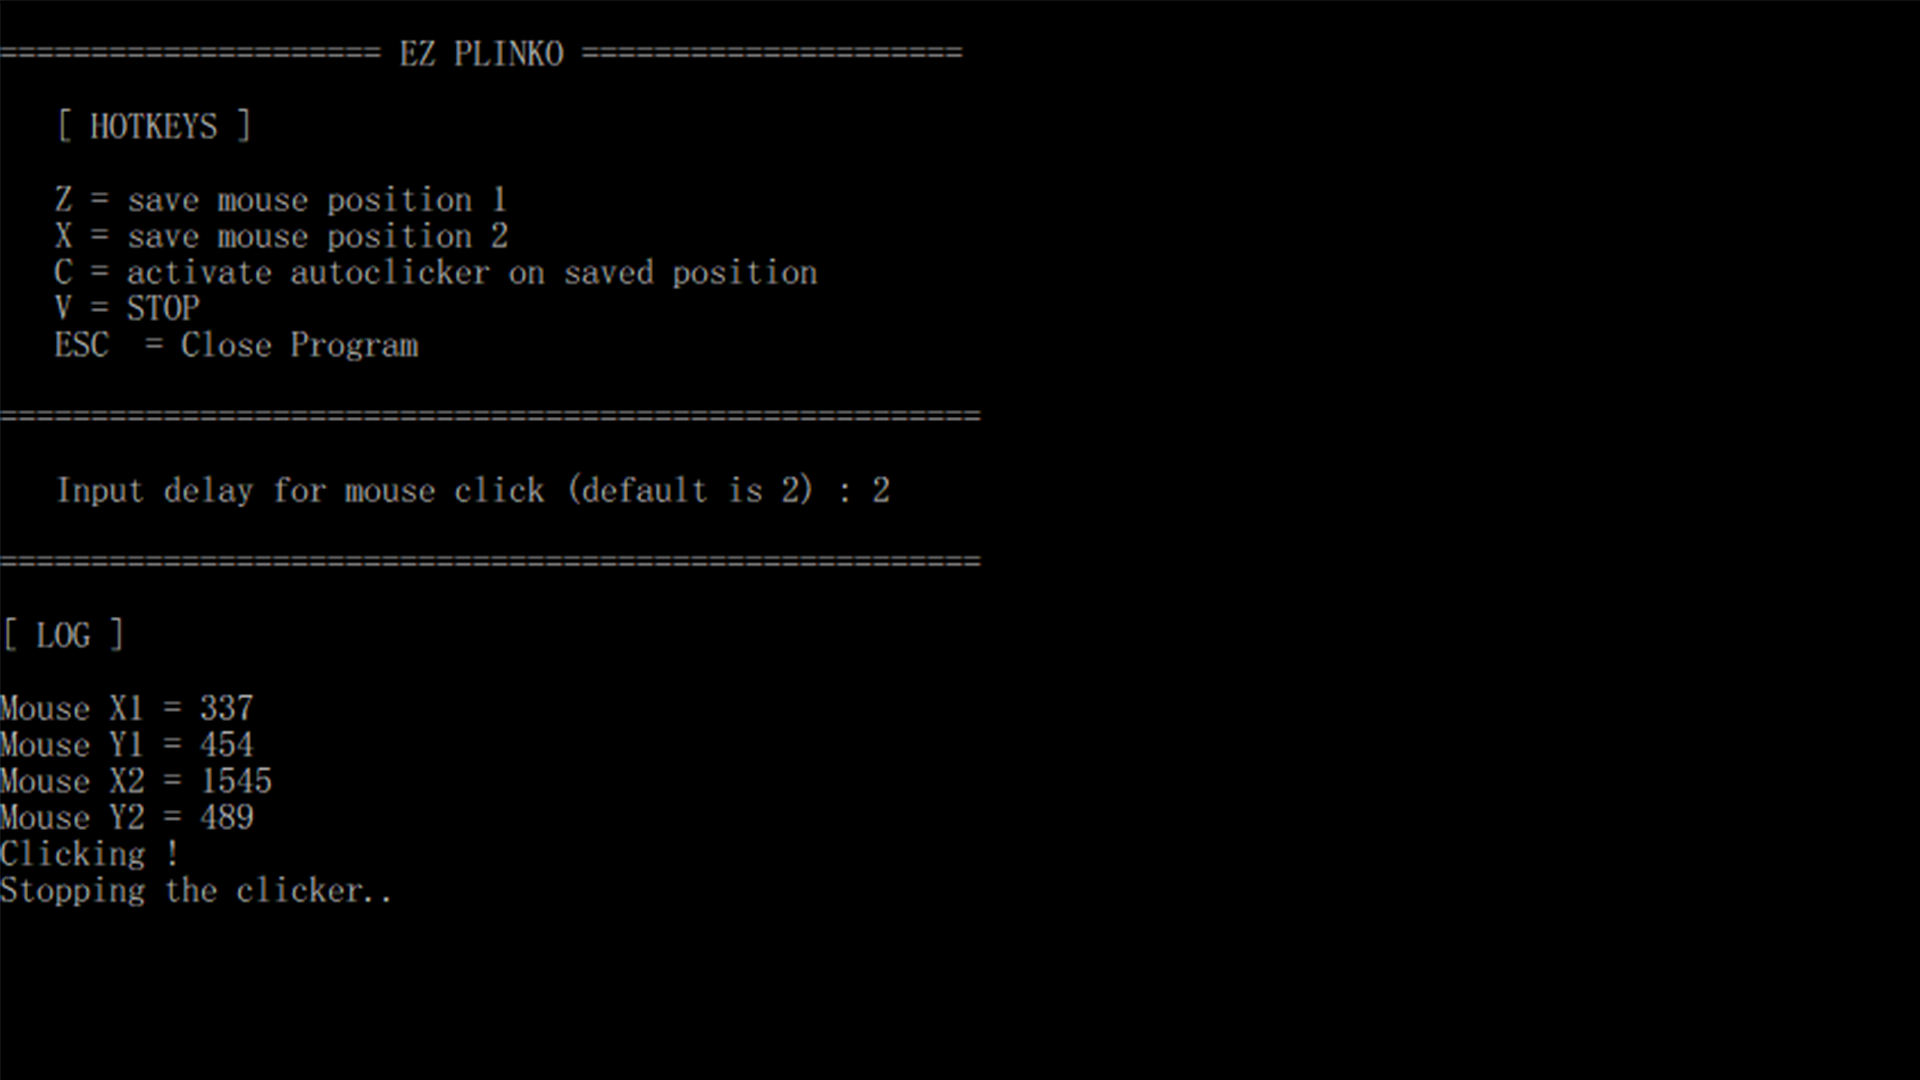 ===================== EZ PLINKO =====================
[ HOTKEYS ]
Z = save mouse position 1
X = save mouse position 2
C = activate autoclicker on saved position
V = STOP
ESC  = Close Program
======================================================
Input delay for mouse click (default is 2) : 2
======================================================
[ LOG ]
Mouse X1 = 337
Mouse Y1 = 454
Mouse X2 = 1545
Mouse Y2 = 489
Clicking !
Stopping the clicker..